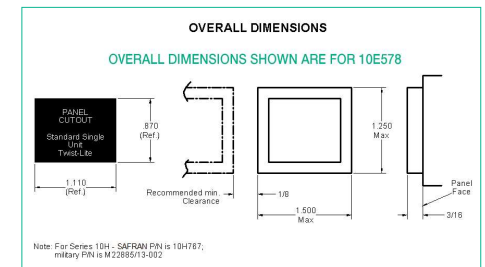 OVERALL DIMENSIONS
OVERALL DIMENSIONS SHOWN ARE FOR 10E578
PANEL
CUTOUT
Standard Single
Unit
Twist-Lite
.870
(Ref.)
1.110
(Ref.)
Recommended min.
Clearance
1/8
1.500
Max
1.250
Max
Panel
Face
3/16
Note: For Series 10H - SAFRAN P/N is 10H767;
military P/N is M22885/13-002